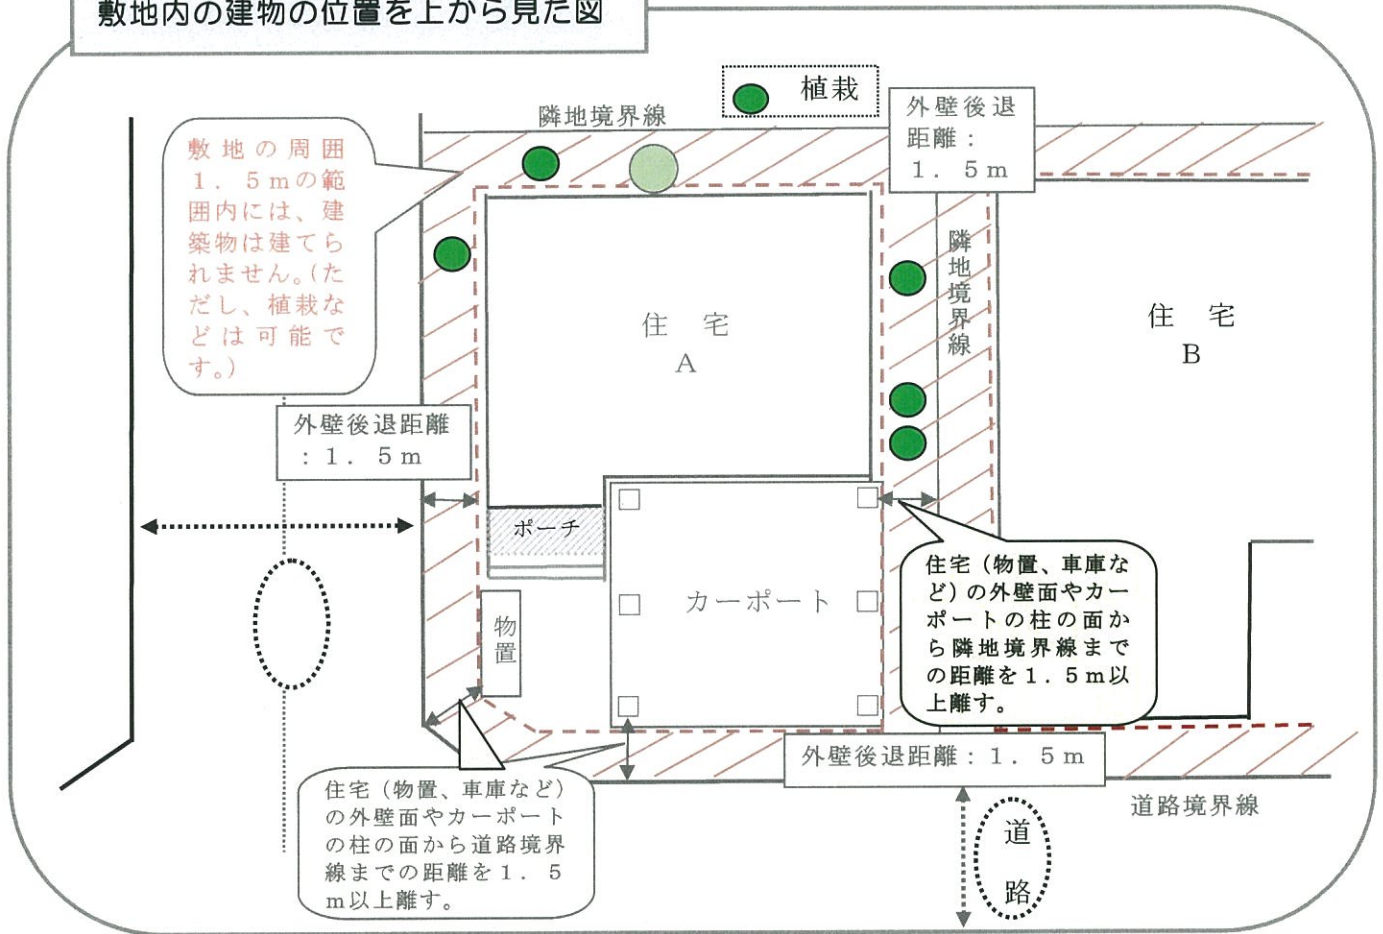 敷地内の建物の位置を上から見た図
植栽
隣地境界線
外壁後退
距離：
１．５ｍ
敷地の周囲
１．５ｍの範
囲内には、建
築物は建てら
れません。（た
だし、植栽な
どは可能で
す。）
隣地境界線
住　宅
A
住　宅
B
外壁後退距離
：１．５ｍ
ポーチ
カーポート
物置
住宅（物置、車庫な
ど）の外壁面やカー
ポートの柱の面か
ら隣地境界線まで
の距離を１．５ｍ以
上離す。
外壁後退距離：１．５ｍ
住宅（物置、車庫など）
の外壁面やカーポート
の柱の面から道路境界
線までの距離を１．５
ｍ以上離す。
道路境界線
道
路